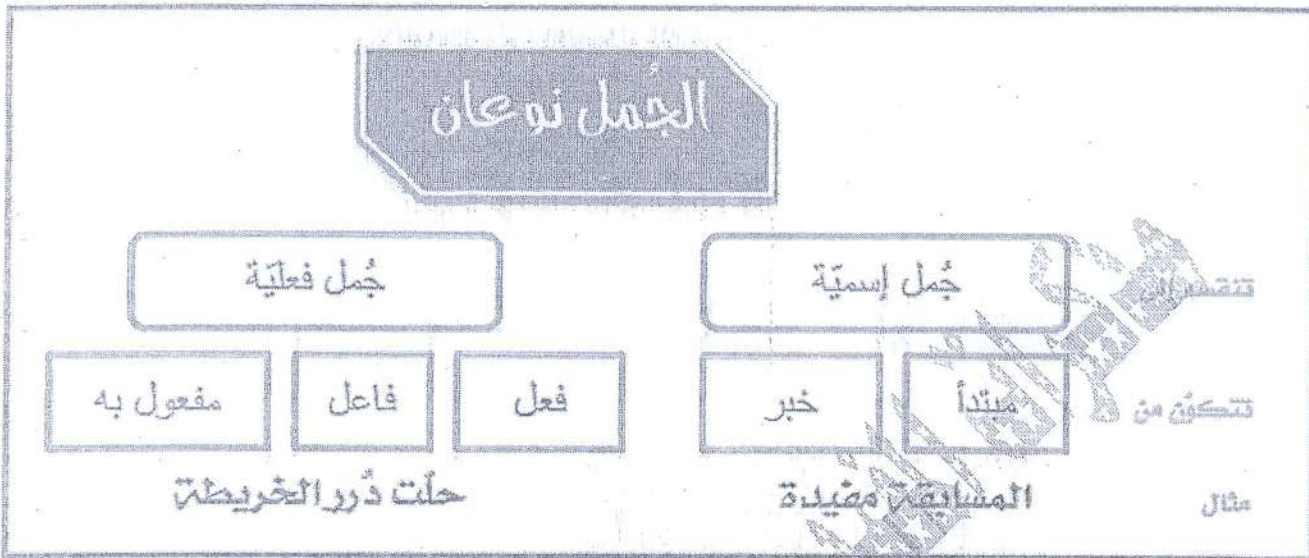 الجُمل نوعان
تنقسم إلى جُمل إسميّة جُمل فعليّة
تتكوّن من مبتدأ خبر فعل فاعل مفعول به
مثال المسابقة مفيدة حلّت دُرر الخريطة